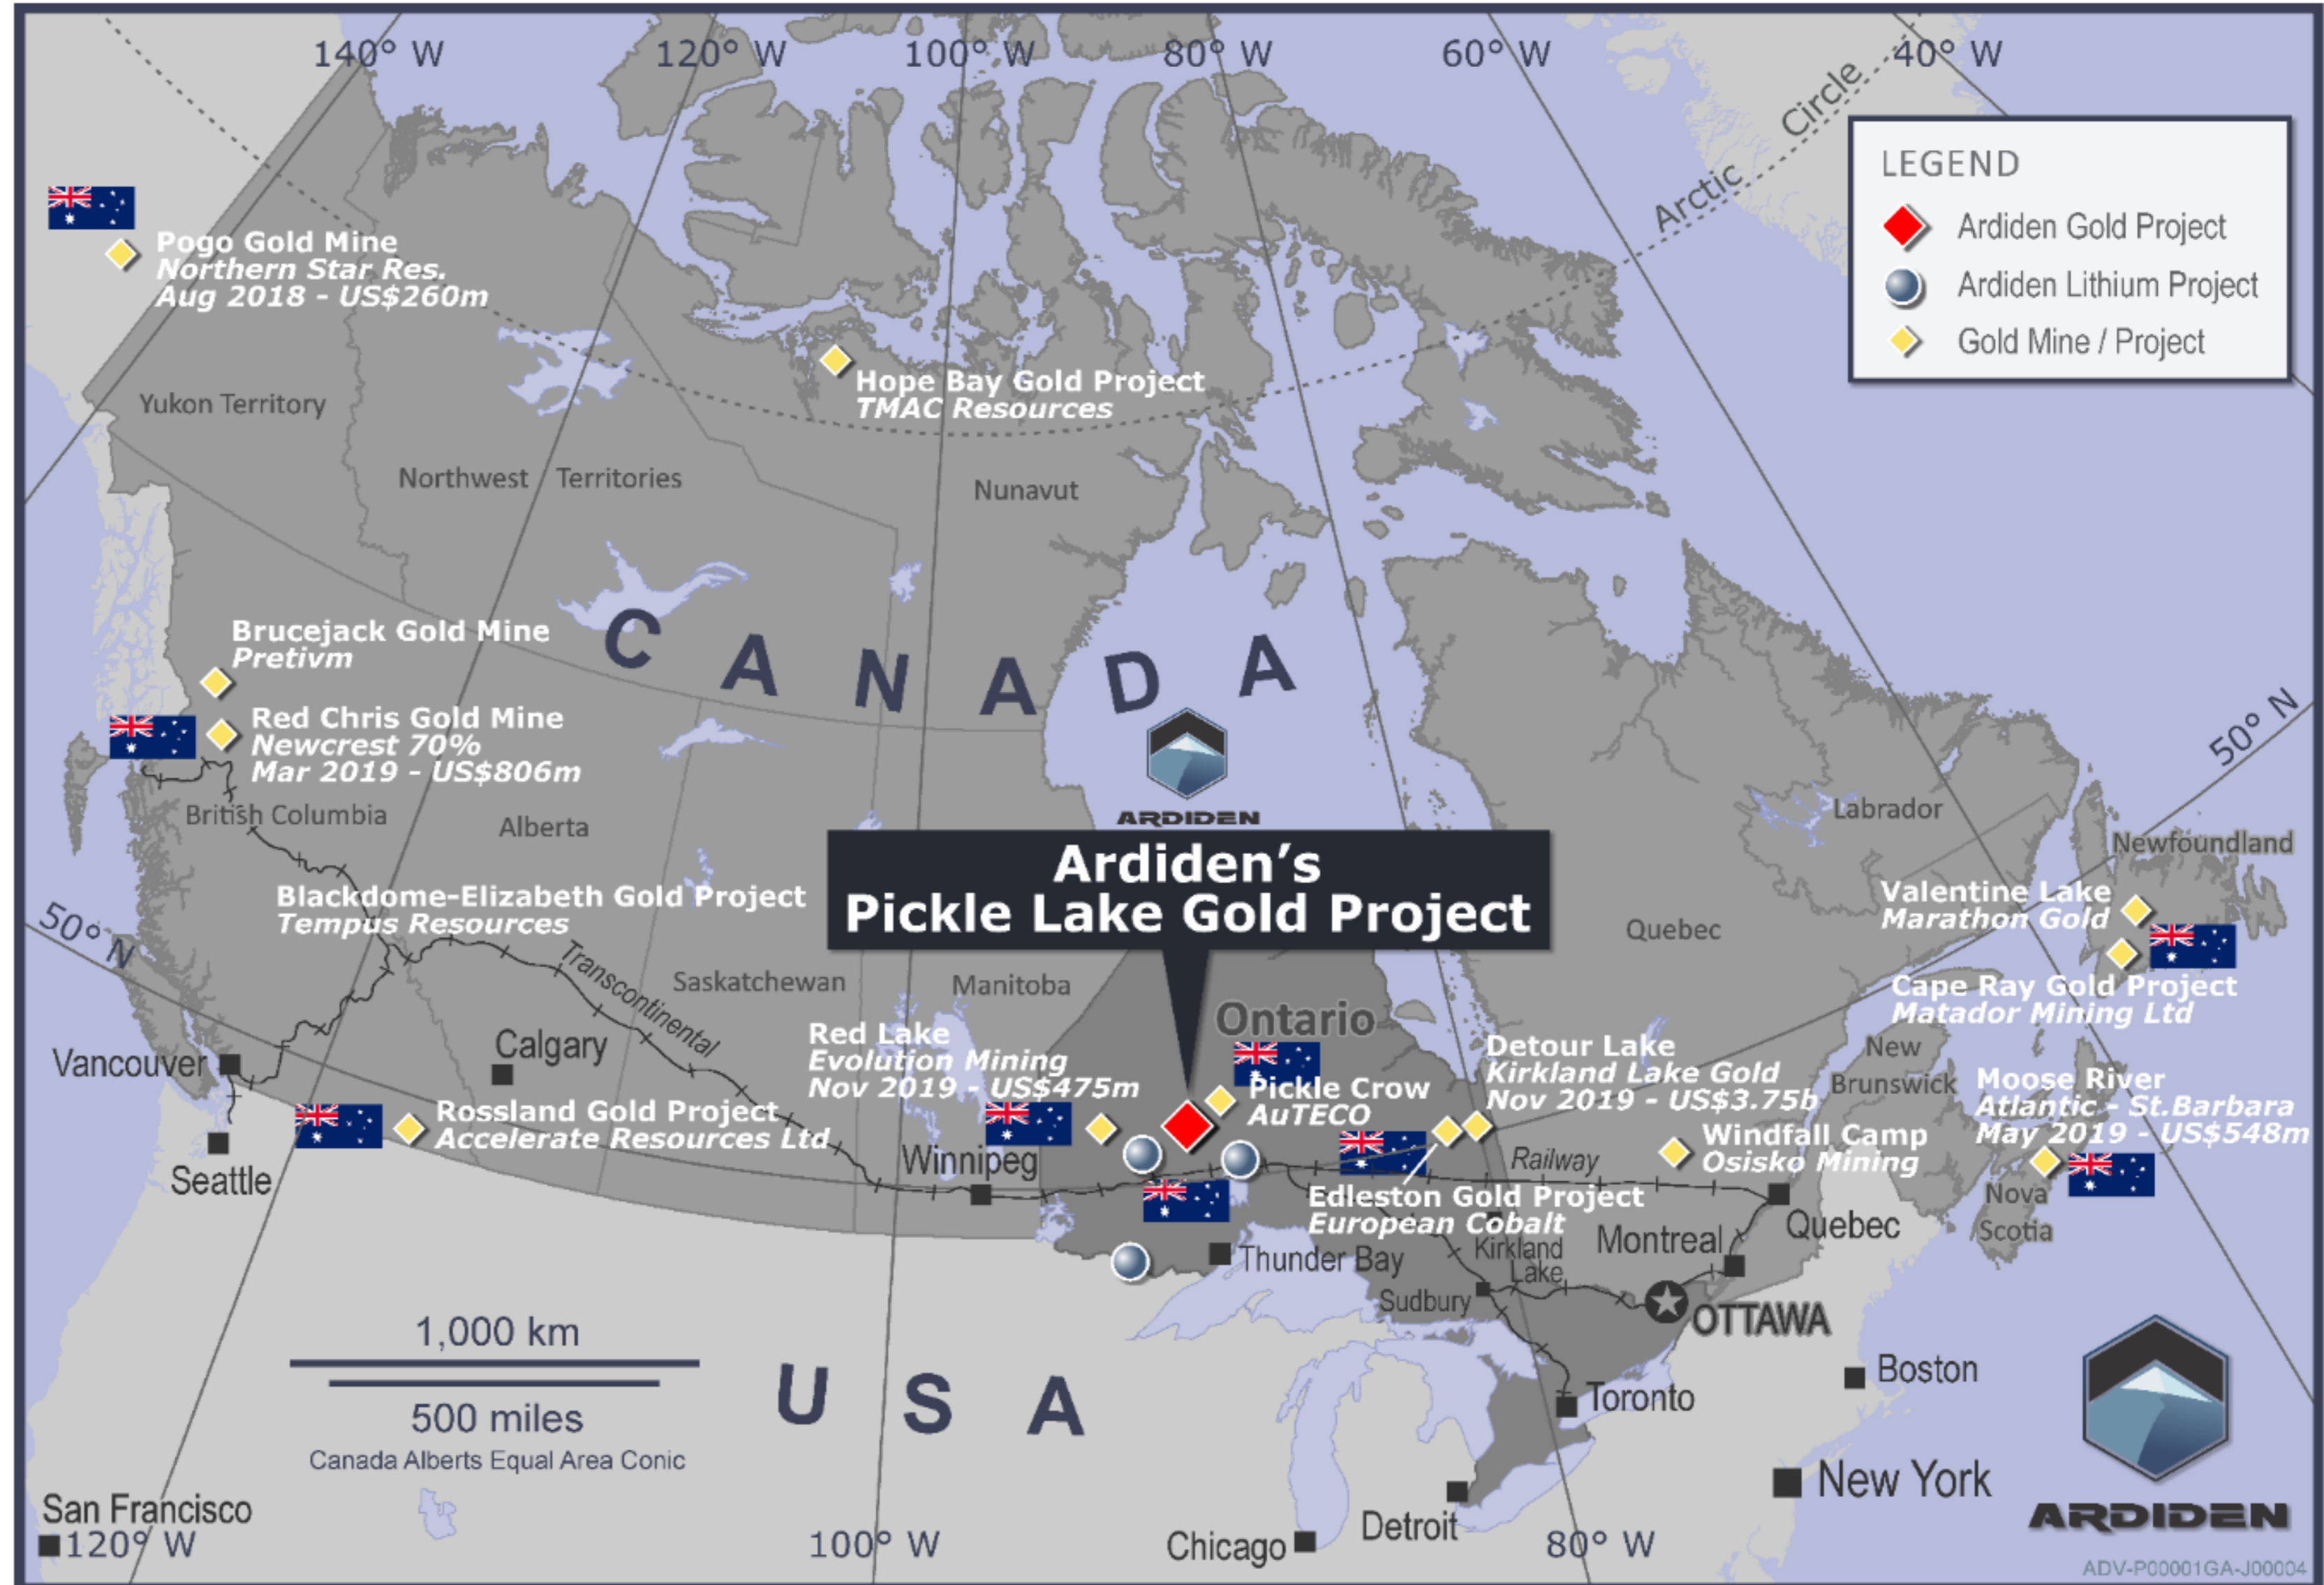 140° W
120° W
100° W
80° W
60° W
40° W
Arctic Circle
LEGEND
Ardiden Gold Project
Ardiden Lithium Project
Gold Mine / Project
Pogo Gold Mine
Northern Star Res.
Aug 2018 - US$260m
Hope Bay Gold Project
TMAC Resources
Yukon Territory
Northwest Territories
Nunavut
CANADA
Brucejack Gold Mine
Pretivm
Red Chris Gold Mine
Newcrest 70%
Mar 2019 - US$806m
British Columbia
Alberta
ARDIDEN
Ardiden's
Pickle Lake Gold Project
Labrador
50° N
Newfoundland
Blackdome-Elizabeth Gold Project
Tempus Resources
50° N
Transcontinental
Saskatchewan
Manitoba
Quebec
Valentine Lake
Marathon Gold
Cape Ray Gold Project
Matador Mining Ltd
Ontario
Red Lake
Evolution Mining
Nov 2019 - US$475m
Pickle Crow
AuTECO
Detour Lake
Kirkland Lake Gold
Nov 2019 - US$3.75b
New
Brunswick
Moose River
Atlantic - St.Barbara
May 2019 - US$548m
Vancouver
Calgary
Rossland Gold Project
Accelerate Resources Ltd
Seattle
Winnipeg
Railway
Windfall Camp
Osisko Mining
Edleston Gold Project
European Cobalt
Nova
Scotia
Quebec
Montreal
Thunder Bay
Kirkland
Lake
Sudbury
OTTAWA
1,000 km
500 miles
Canada Alberts Equal Area Conic
USA
Toronto
Boston
New York
Detroit
Chicago
San Francisco
120° W
100° W
80° W
ARDIDEN
ADV-P00001GA-J00004